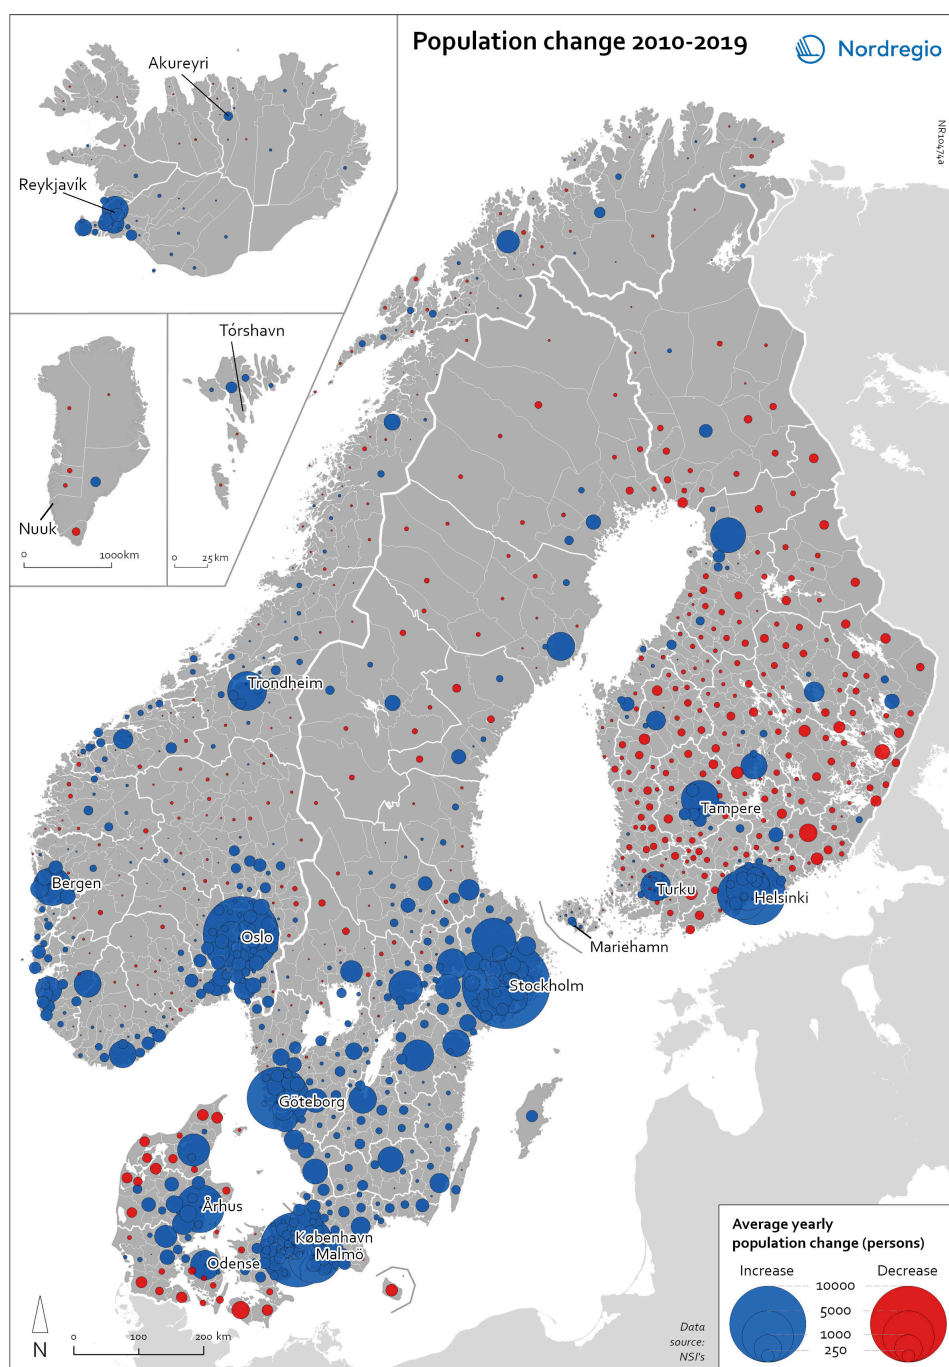 Population change 2010-2019
Nordregio
NR10474a
Akureyri
Reykjavík
Tórshavn
Nuuk
0
1000km
0
25 km
Trondheim
Tampere
Bergen
Turku
Helsinki
Oslo
Mariehamn
Stockholm
Göteborg
Århus
København
Malmö
Odense
N
0
100
200 km
Average yearly
population change (persons)
Increase
Decrease
10000
5000
1000
250
Data
source:
NSI's